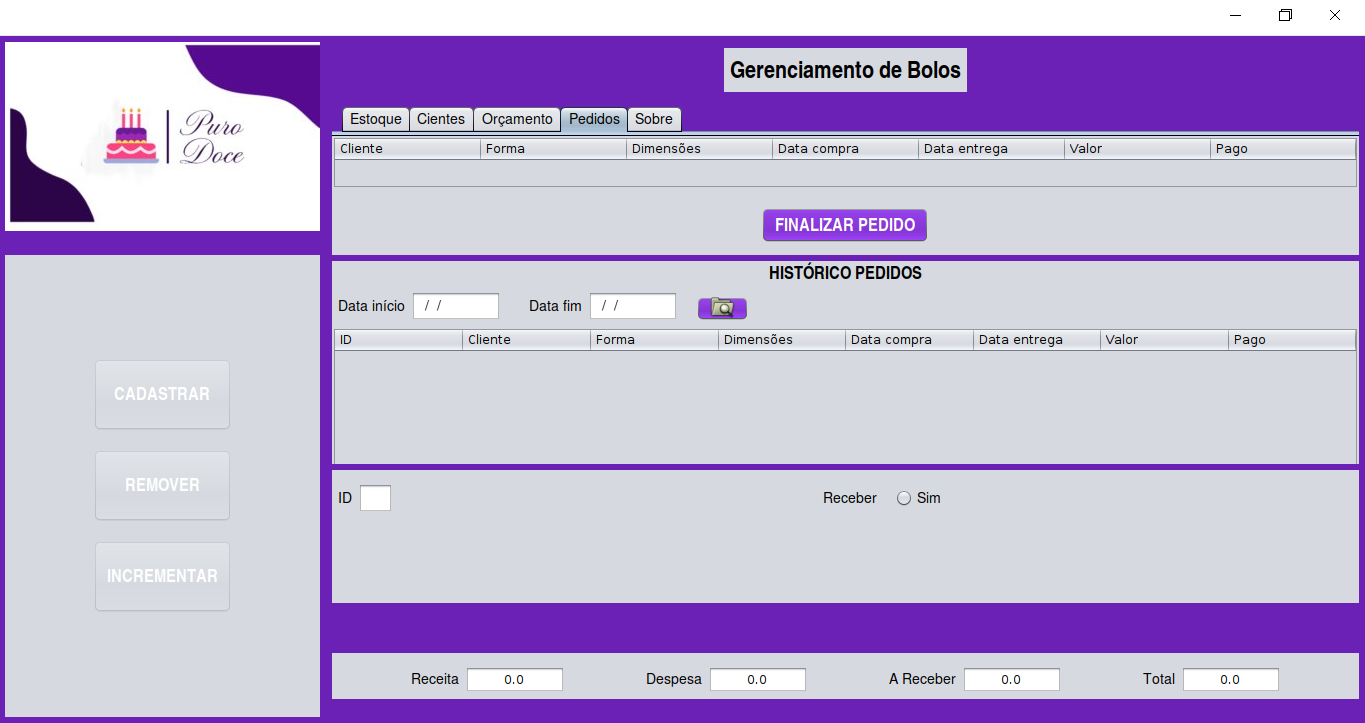 Puro
Doce
Gerenciamento de Bolos
Estoque Cientes Orçamento Pedidos Sobre
Cliente Forma Dimensões Data compra Data entrega Valor Pago
FINALIZAR PEDIDO
HISTÓRICO PEDIDOS
Data início / / Data fim / /
ID Cliente Forma Dimensões Data compra Data entrega Valor Pago
CADASTRAR
REMOVER
INCREMENTAR
ID Receber Sim
Receita 0.0 Despesa 0.0 A Receber 0.0 Total 0.0